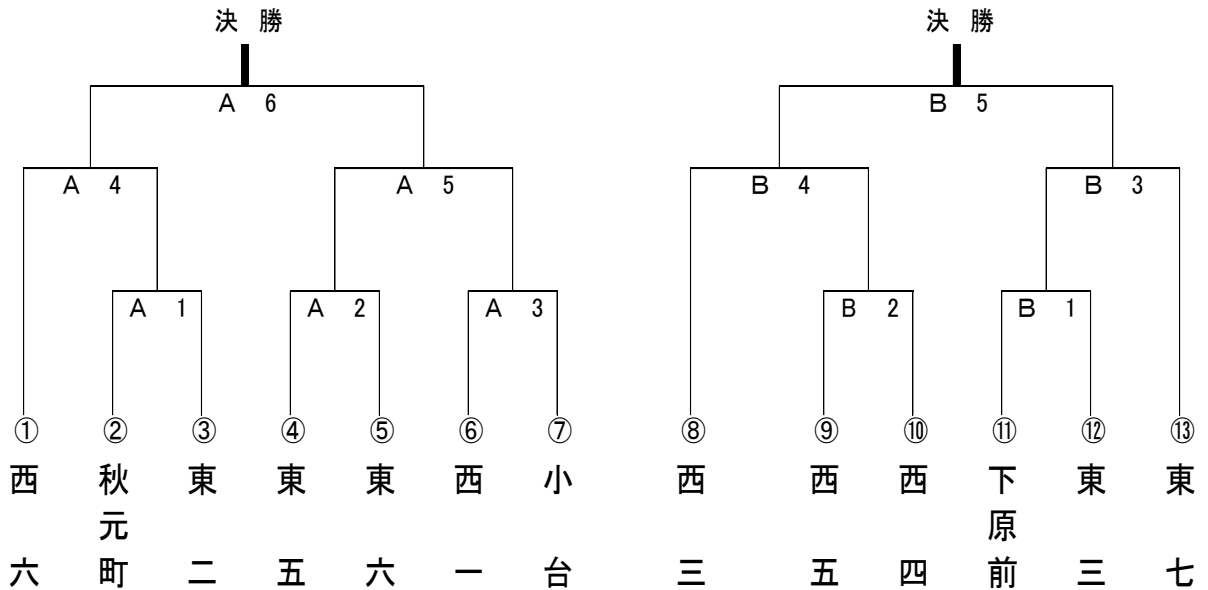 決 勝 決 勝
A 6 B 5
A 4 A 5 B 4 B 3
A 1 A 2 A 3 B 2 B 1
① ② ③ ④ ⑤ ⑥ ⑦ ⑧ ⑨ ⑩ ⑪ ⑫ ⑬
西六
秋元町
東二
東五
東六
西一
小台
西三
西五
西四
下原前
東三
東七